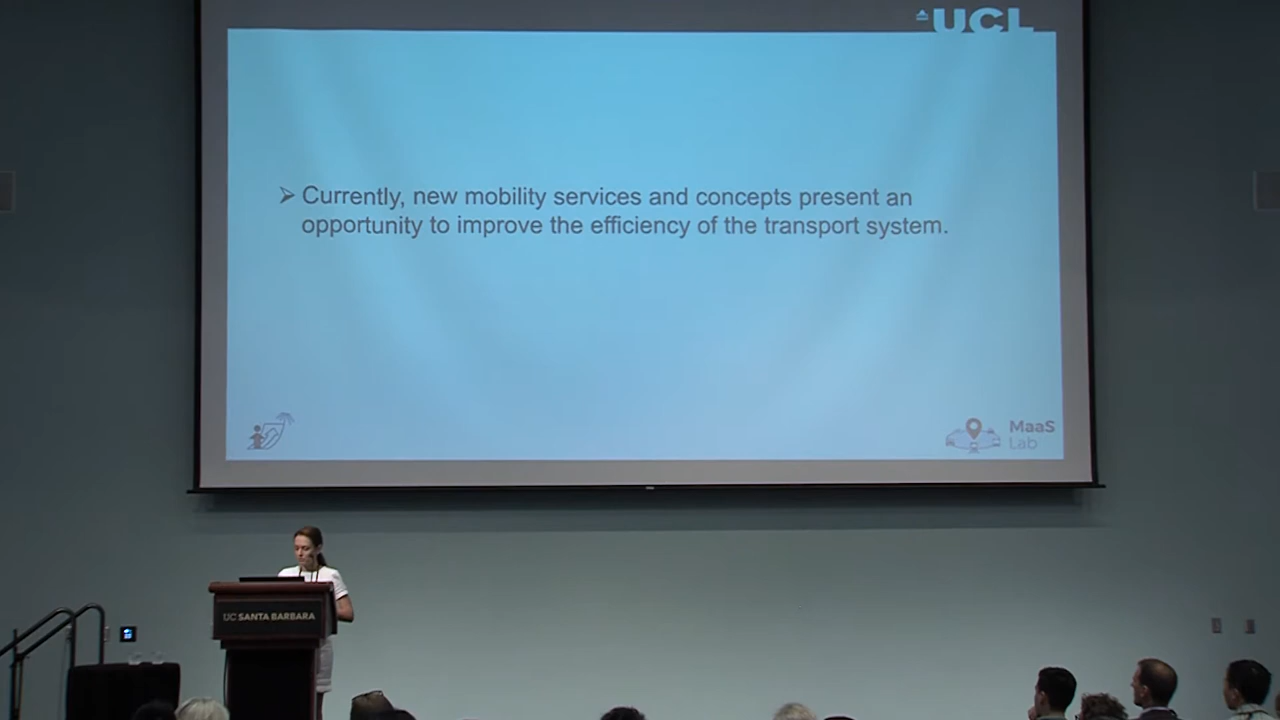 UCL
Currently, new mobility services and concepts present an
opportunity to improve the efficiency of the transport system.
MaaS
Lab
UC SANTA BARBARA